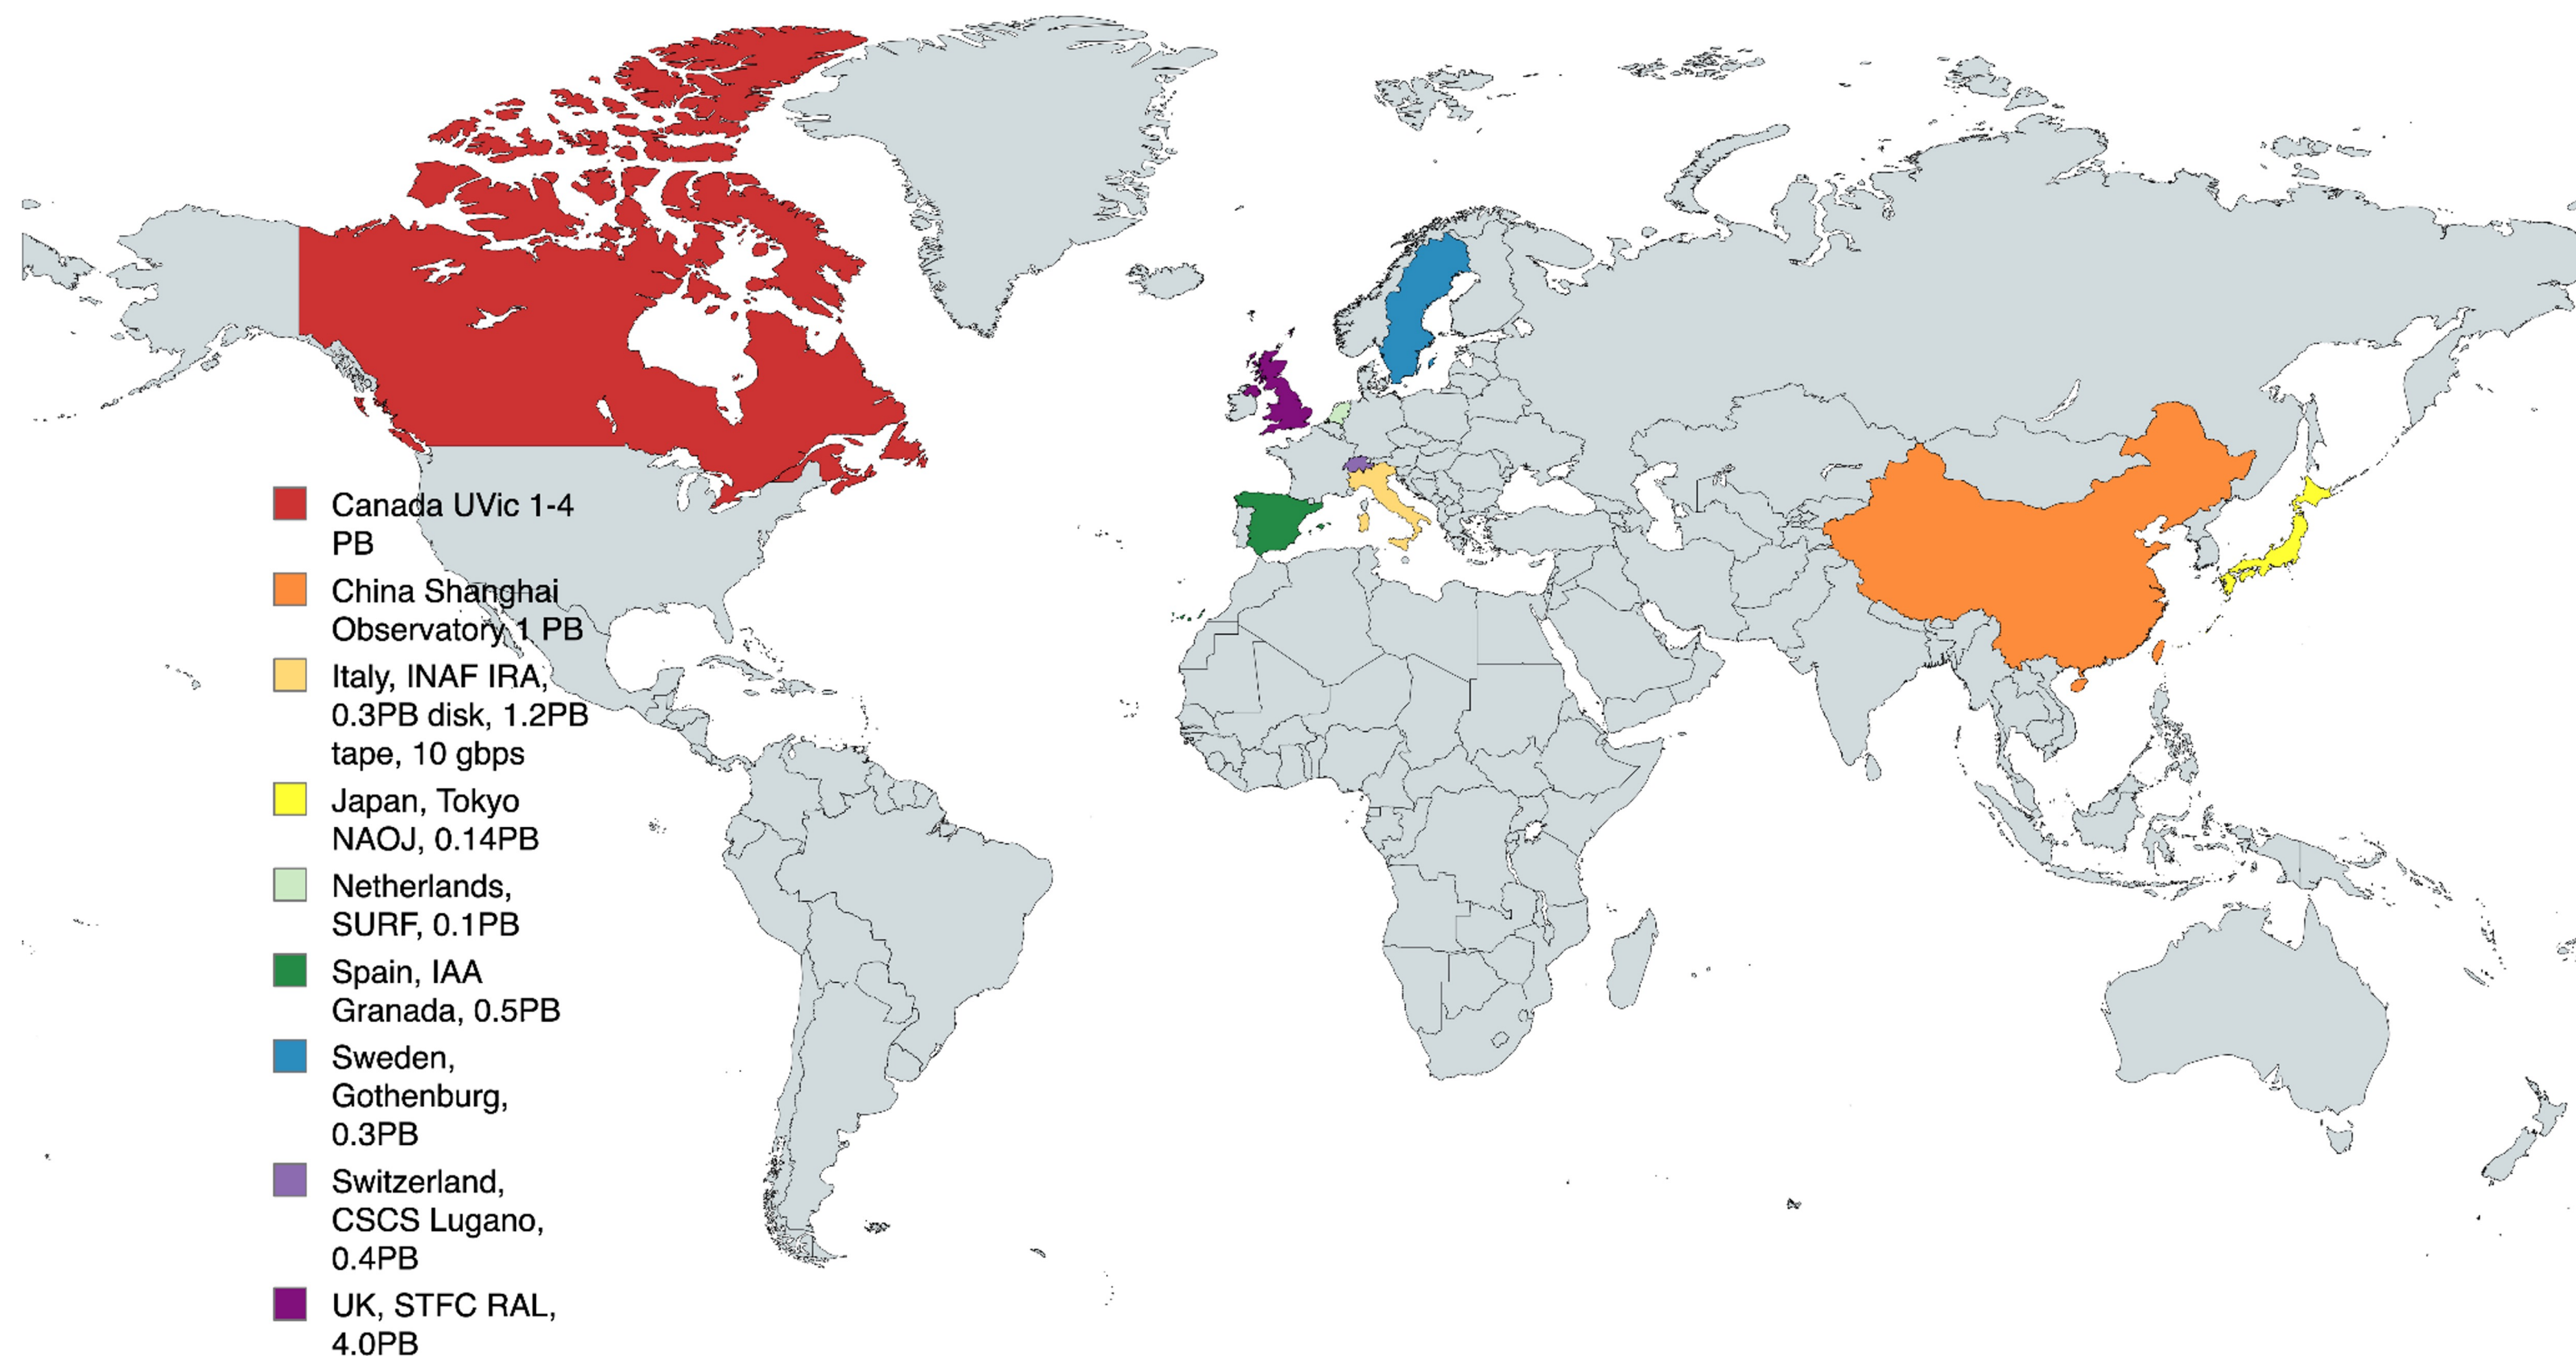 Canada UVic 1-4
PB
China Shanghai
Observatory 1 PB
Italy, INAF IRA,
0.3PB disk, 1.2PB
tape, 10 gbps
Japan, Tokyo
NAOJ, 0.14PB
Netherlands,
SURF, 0.1PB
Spain, IAA
Granada, 0.5PB
Sweden,
Gothenburg,
0.3PB
Switzerland,
CSCS Lugano,
0.4PB
UK, STFC RAL,
4.0PB